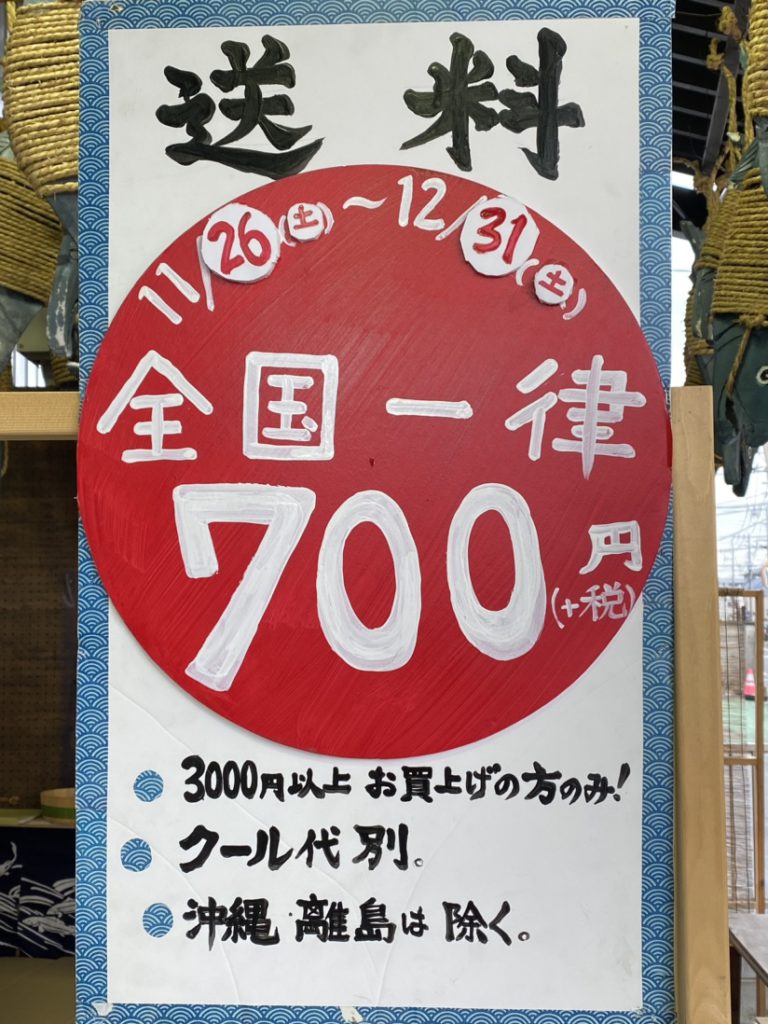 送料
11/26(土)~12/31(土)
全国一律
700円
(+税)
3000円以上 お買上げの方のみ!
クール代別。
沖縄 離島は除く。